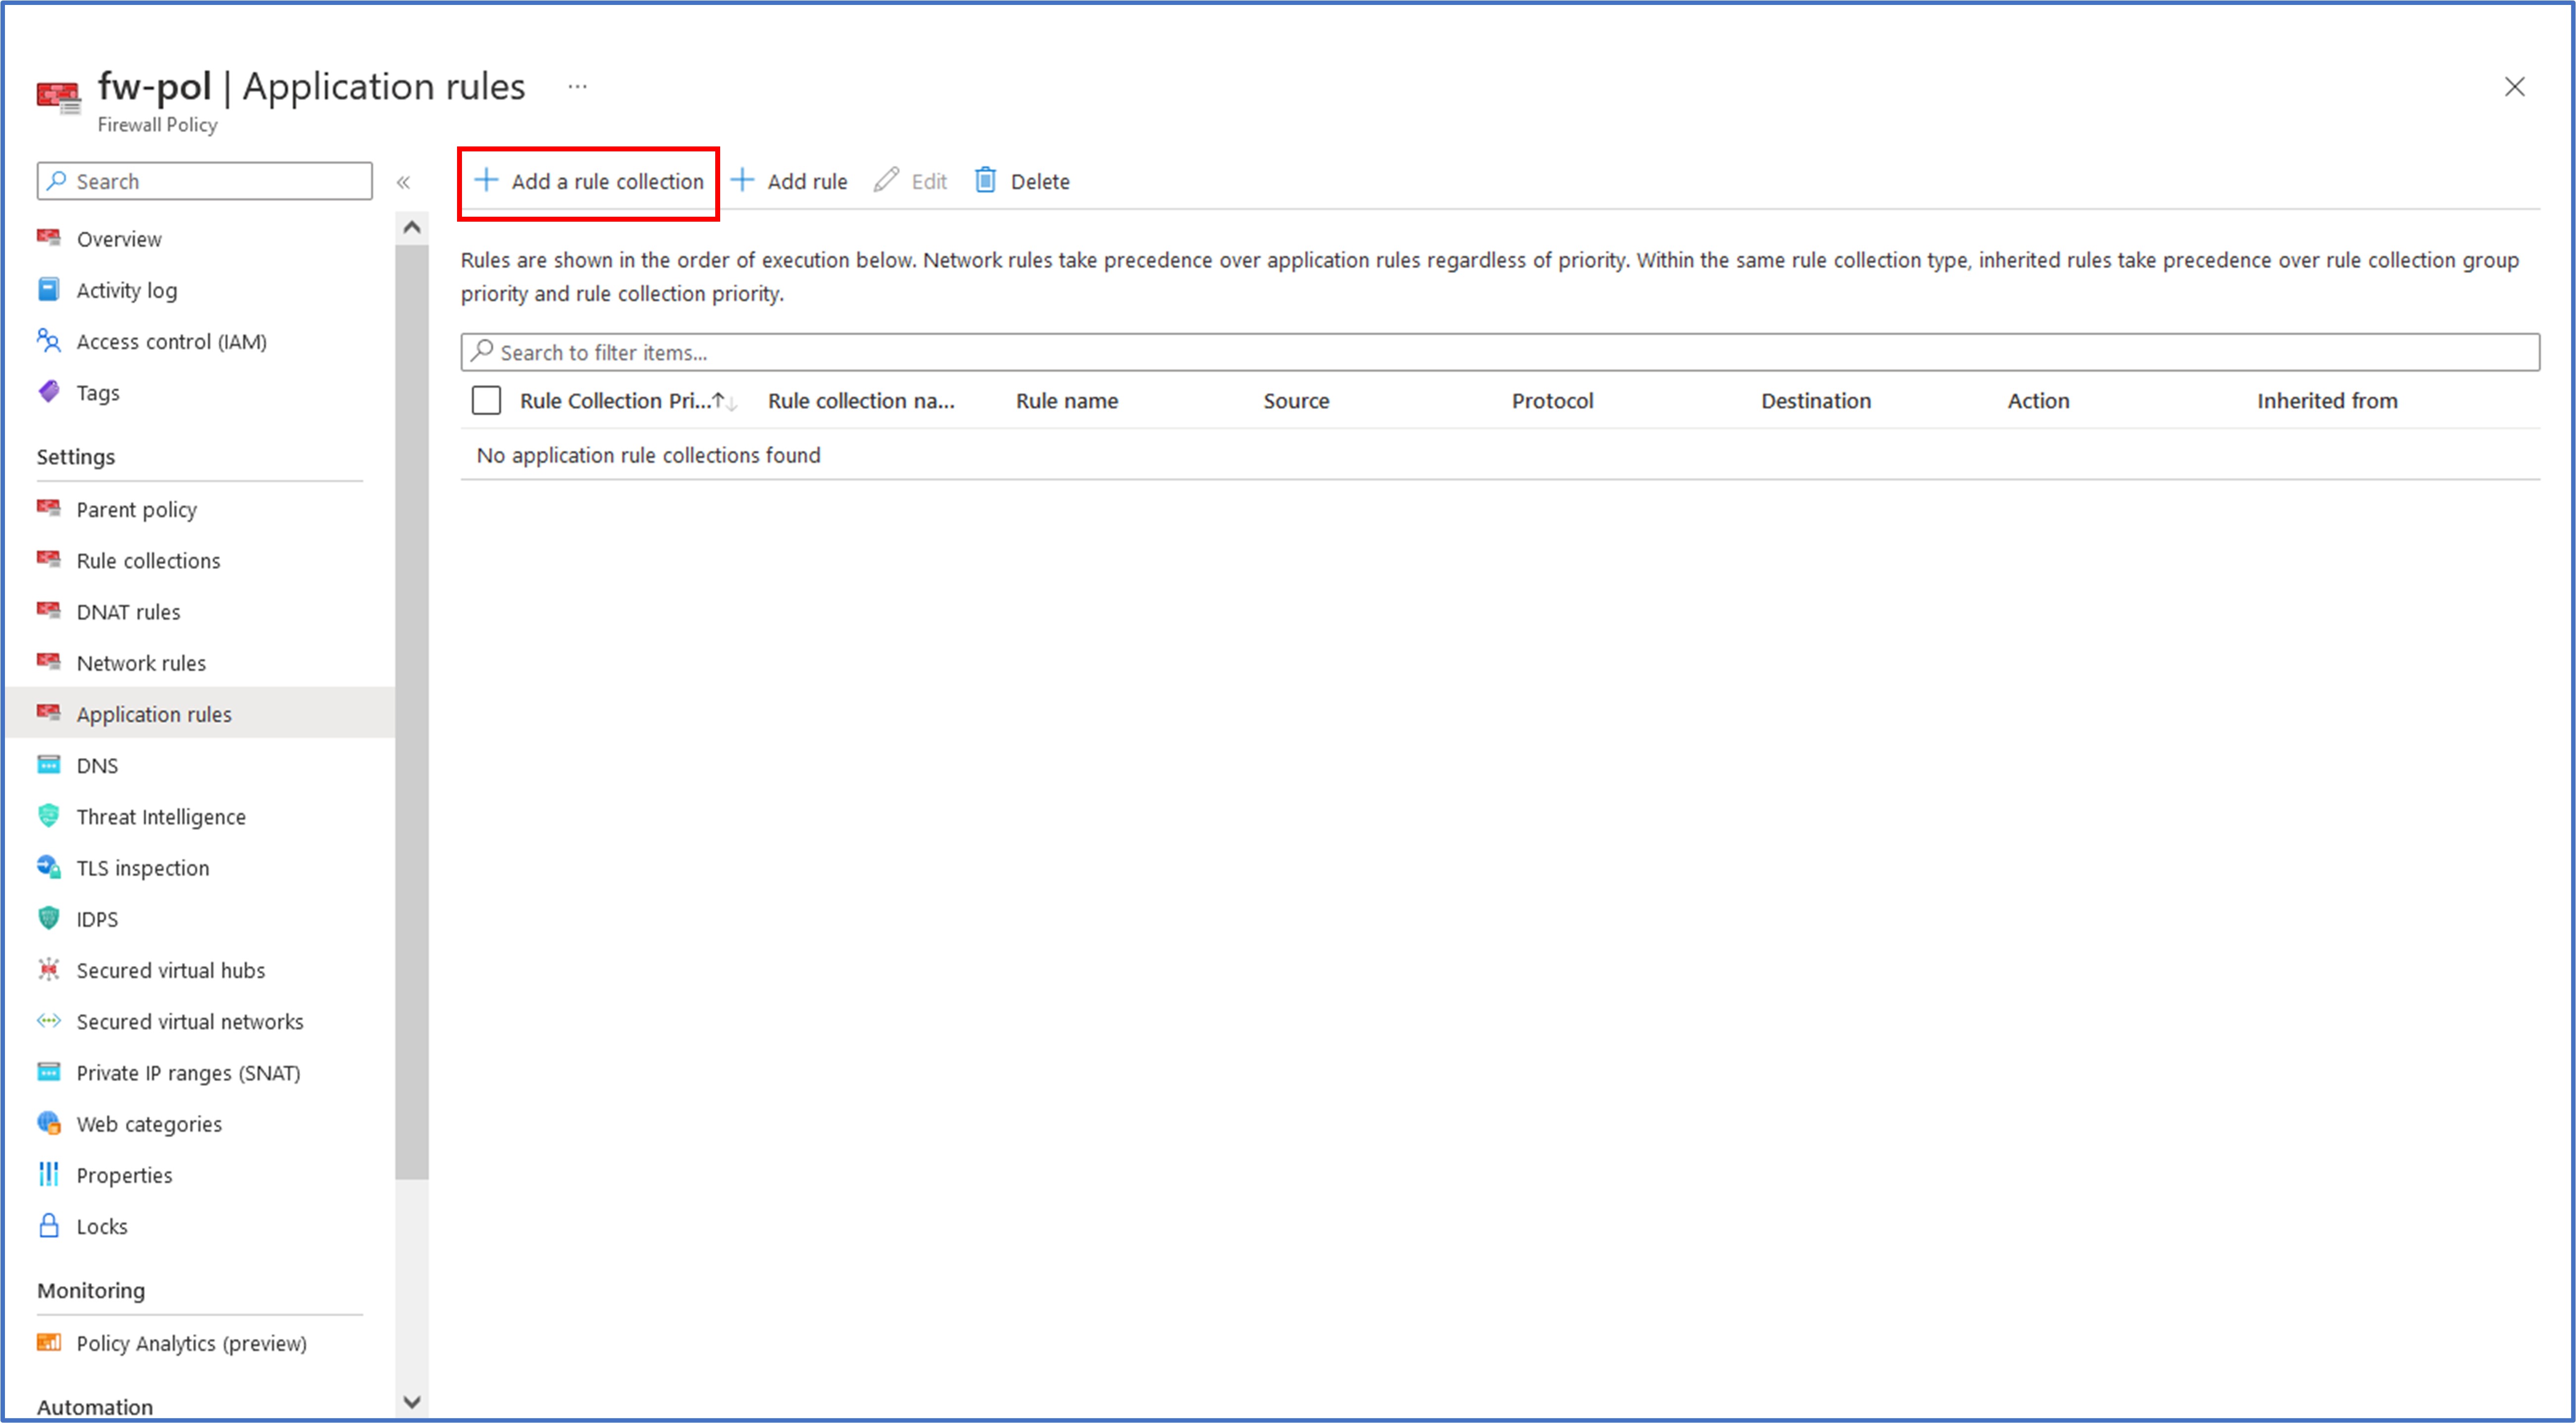 fw-pol | Application rules ...
Firewall Policy
Search
Overview
Activity log
Access control (IAM)
Tags
Settings
Parent policy
Rule collections
DNAT rules
Network rules
Application rules
DNS
Threat Intelligence
TLS inspection
IDPS
Secured virtual hubs
Secured virtual networks
Private IP ranges (SNAT)
Web categories
Properties
Locks
Monitoring
Policy Analytics (preview)
Automation
Add a rule collection Add rule Edit Delete
Rules are shown in the order of execution below. Network rules take precedence over application rules regardless of priority. Within the same rule collection type, inherited rules take precedence over rule collection group
priority and rule collection priority.
Search to filter items...
Rule Collection Pri... Rule collection na... Rule name Source Protocol Destination Action Inherited from
No application rule collections found